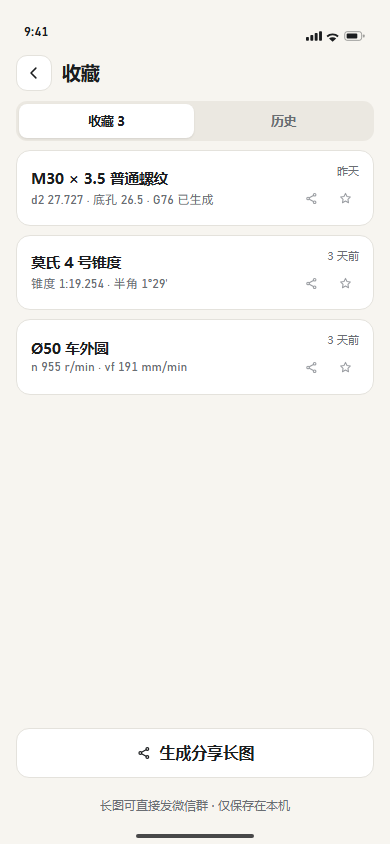 9:41
收藏
收藏 3
历史
昨天
M30 × 3.5 普通螺纹
d2 27.727 · 底孔 26.5 · G76 已生成
3 天前
莫氏 4 号锥度
锥度 1:19.254 · 半角 1°29′
3 天前
Ø50 车外圆
n 955 r/min · vf 191 mm/min
生成分享长图
长图可直接发微信群 · 仅保存在本机